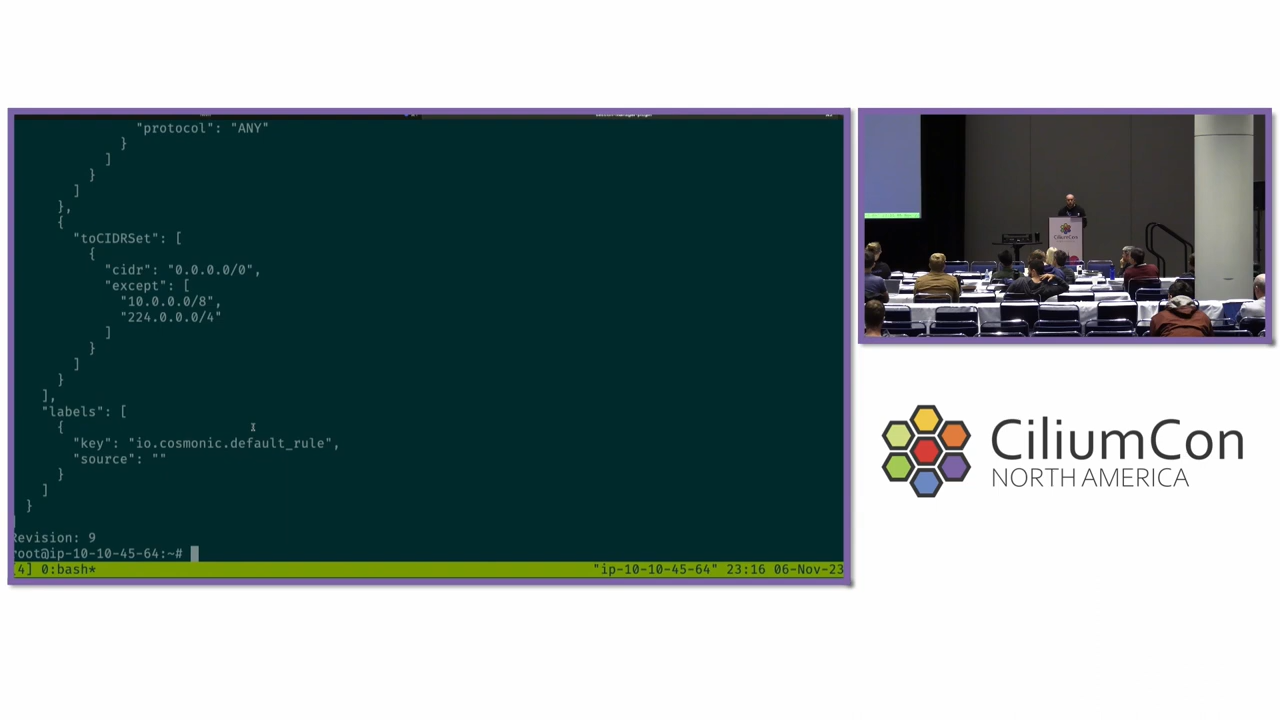 "protocol": "ANY"
}
]
}
]
},
{
"toCIDRSet": [
{
"cidr": "0.0.0.0/0",
"except": [
"10.0.0.0/8",
"224.0.0.0/4"
]
}
]
}
],
"labels": [
{
"key": "io.cosmonic.default_rule",
"source": ""
}
]
}
]
Revision: 9
root@ip-10-10-45-64:~#
[4] 0:bash* "ip-10-10-45-64" 23:16 06-Nov-23
CiliumCon
CiliumCon
NORTH AMERICA